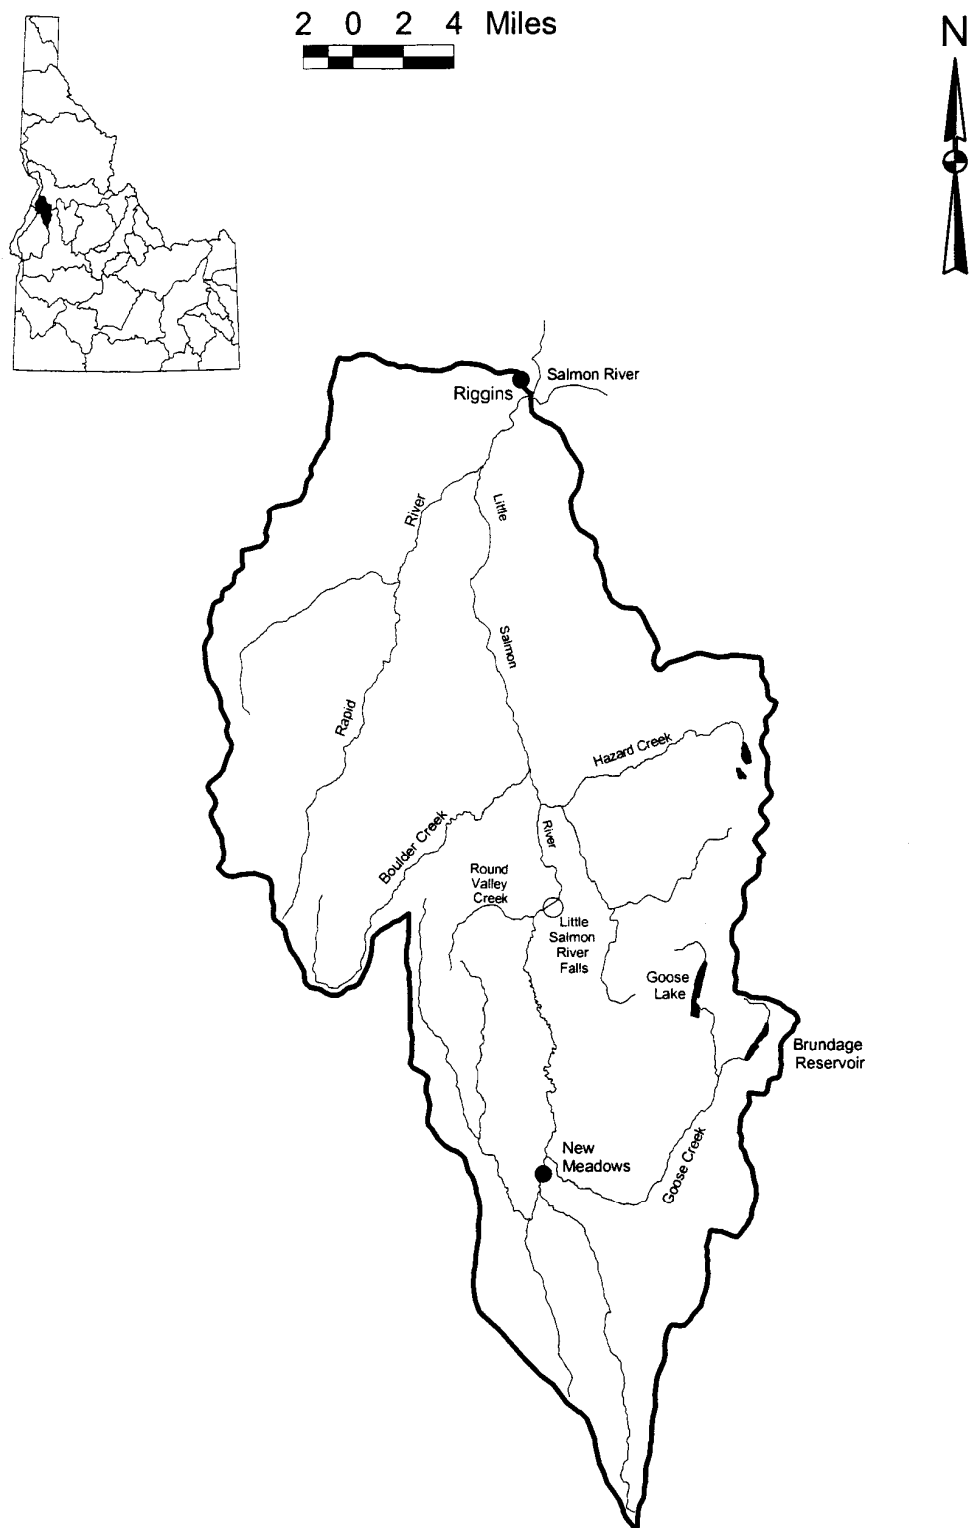 2 0 2 4 Miles
N
Salmon River
Riggins
River
Little
Salmon
Rapid
Hazard Creek
River
Boulder Creek
Round
Valley
Creek
Little
Salmon
River
Falls
Goose
Lake
Brundage
Reservoir
New
Meadows
Goose Creek